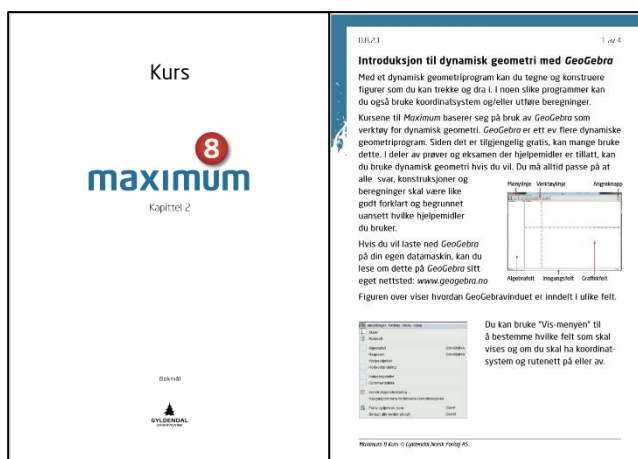 Kurs
8
maximum
Kapittel 2
Bokmål
GYLDENDAL
0.8.2.1
1 av 4
Introduksjon til dynamisk geometri med GeoGebra
Med et dynamisk geometriprogram kan du tegne og konstruere
figurer som du kan trekke og dra i. I noen slike programmer kan
du også bruke koordinatsystem og/eller utføre beregninger.
Kursene til Maximum baserer seg på bruk av GeoGebra som
verktøy for dynamisk geometri. GeoGebra er ett ev flere dynamiske
geometriprogram. Siden det er tilgjengelig gratis, kan mange bruke
dette. I deler av prøver og eksamen der hjelpemidler er tillatt, kan
du bruke dynamisk geometri hvis du vil. Du må alltid passe på at
alle svar, konstruksjoner og
beregninger skal være like
godt forklart og begrunnet
uansett hvilke hjelpemidler
du bruker.
Menylinje Verktøylinje Angreknapp
Algebrafelt Inngangsfelt Grafikkfelt
Hvis du vil laste ned GeoGebra
på din egen datamaskin, kan du
lese om dette på GeoGebra sitt
eget nettsted: www.geogebra.no
Figuren over viser hvordan GeoGebravinduet er inndelt i ulike felt.
Du kan bruke "Vis-menyen" til
å bestemme hvilke felt som skal
vises og om du skal ha koordinat-
system og rutenett på eller av.
Maximum 8 Kurs © Gyldendal Norsk Forlag AS